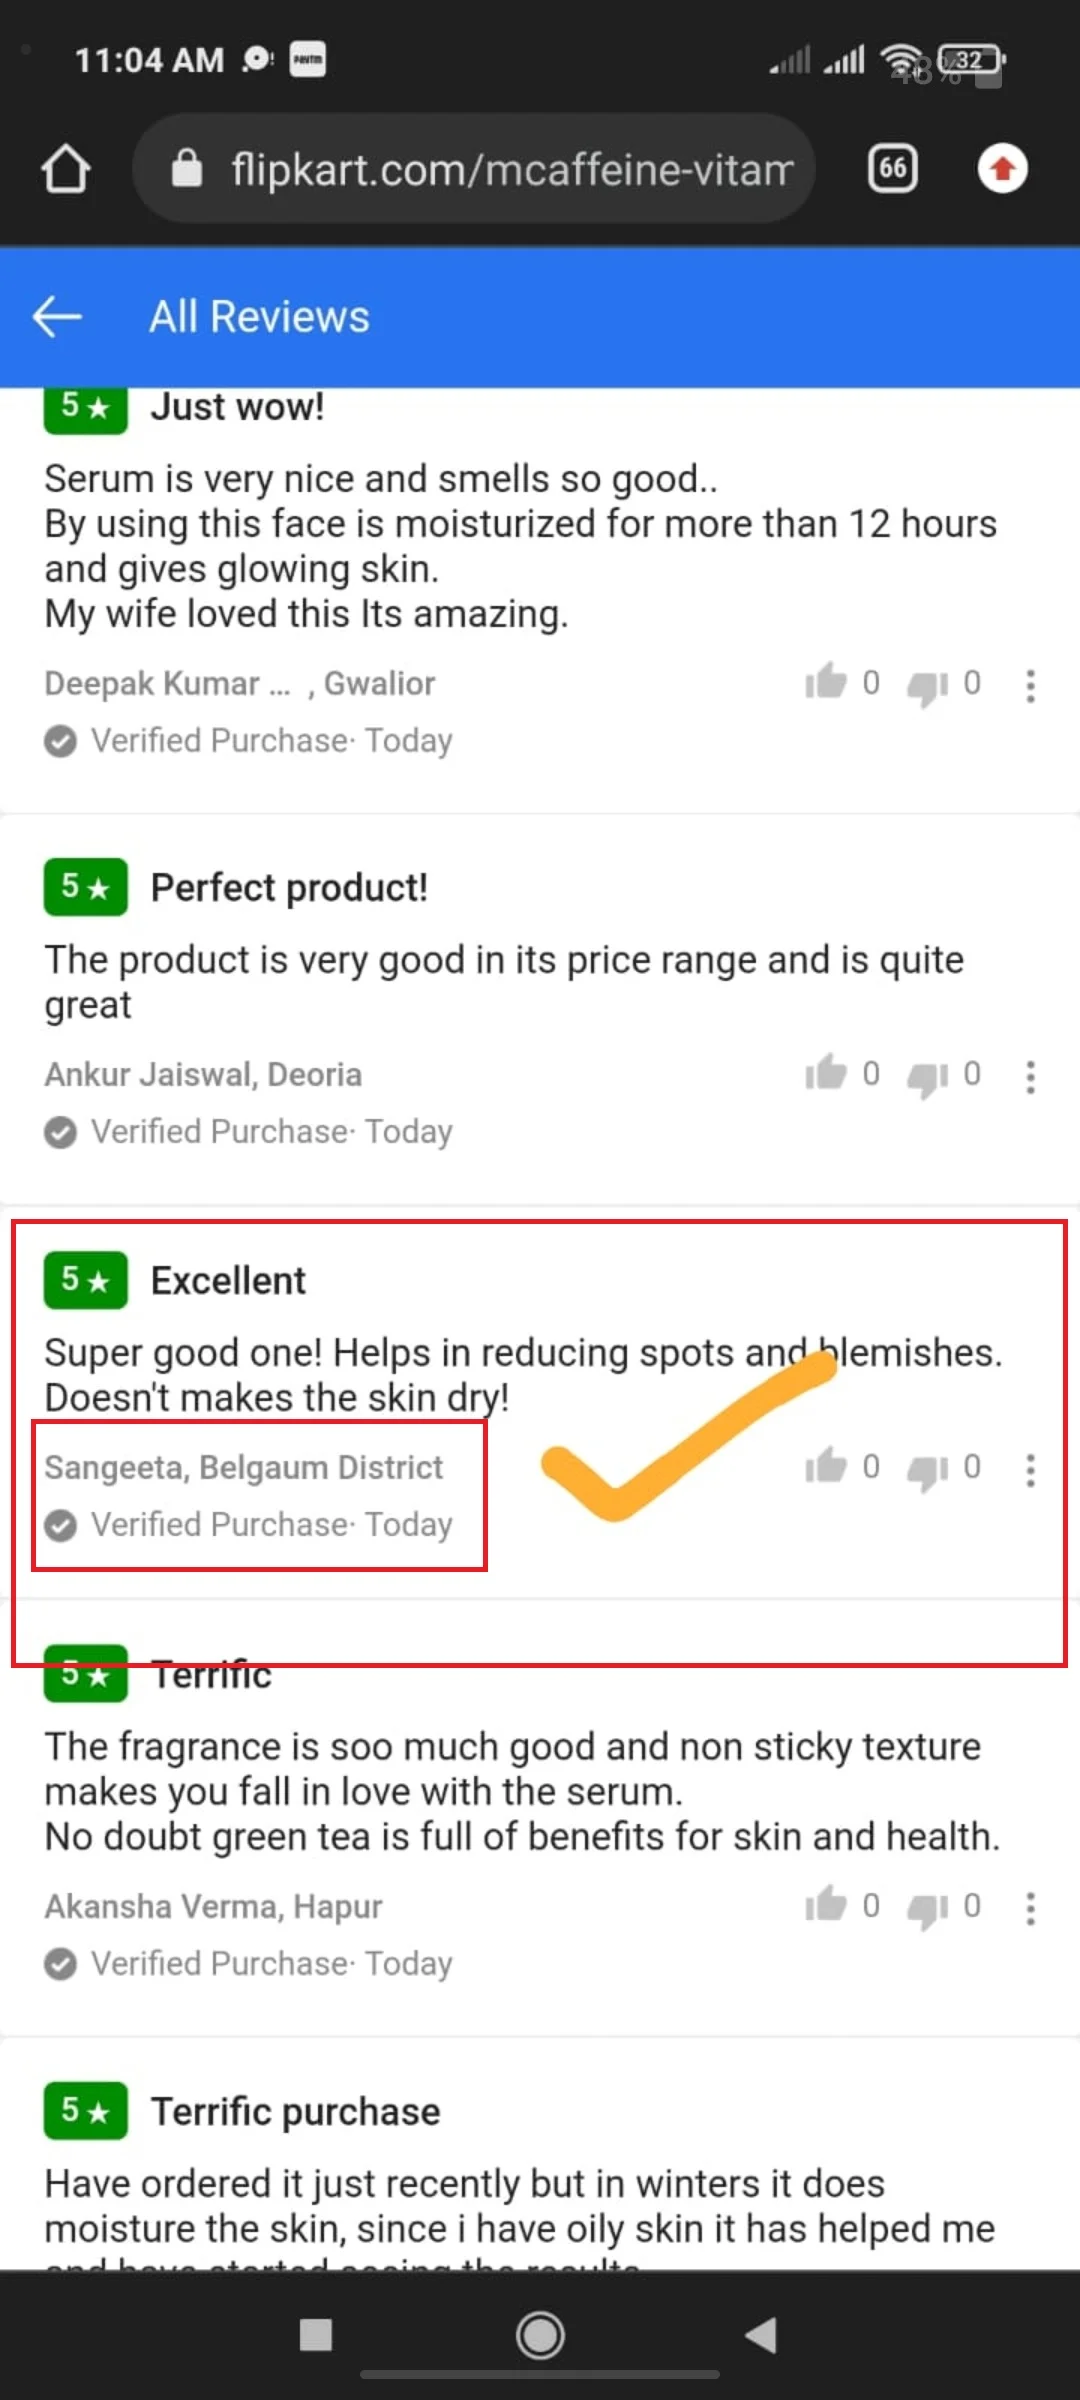 11:04 AM
paytm
48%
32
flipkart.com/mcaffeine-vitam
66
All Reviews
5★ Just wow!
Serum is very nice and smells so good..
By using this face is moisturized for more than 12 hours
and gives glowing skin.
My wife loved this Its amazing.
Deepak Kumar ... , Gwalior 0 0
Verified Purchase· Today
5★ Perfect product!
The product is very good in its price range and is quite
great
Ankur Jaiswal, Deoria 0 0
Verified Purchase· Today
5★ Excellent
Super good one! Helps in reducing spots and blemishes.
Doesn't makes the skin dry!
Sangeeta, Belgaum District 0 0
Verified Purchase· Today
5★ Terrific
The fragrance is soo much good and non sticky texture
makes you fall in love with the serum.
No doubt green tea is full of benefits for skin and health.
Akansha Verma, Hapur 0 0
Verified Purchase· Today
5★ Terrific purchase
Have ordered it just recently but in winters it does
moisture the skin, since i have oily skin it has helped me
and have started seeing the results